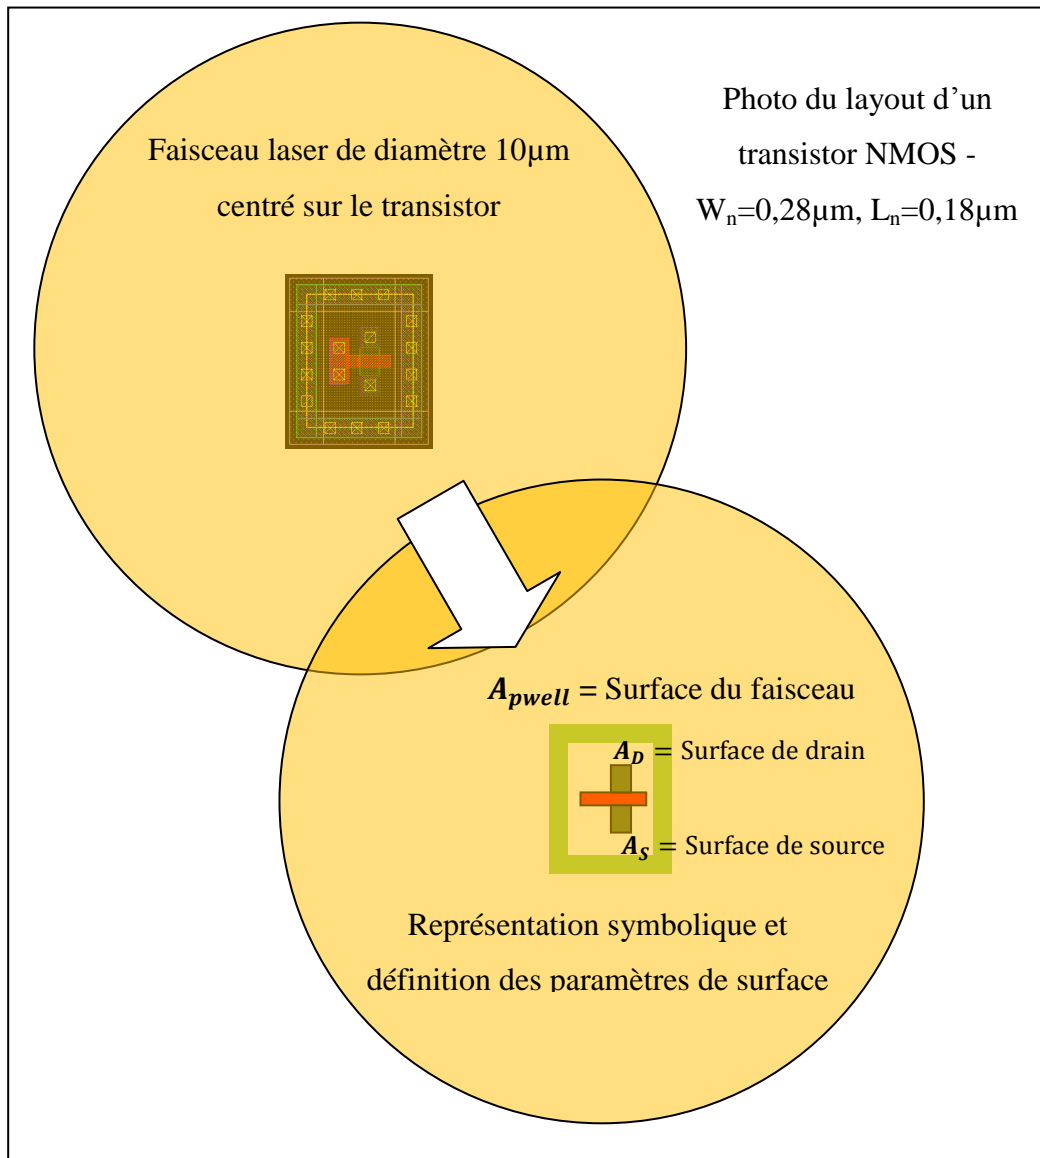 Photo du layout d'un
transistor NMOS -
Wn=0,28µm, Ln=0,18µm
Faisceau laser de diamètre 10µm
centré sur le transistor
Apwell = Surface du faisceau
AD = Surface de drain
AS = Surface de source
Représentation symbolique et
définition des paramètres de surface